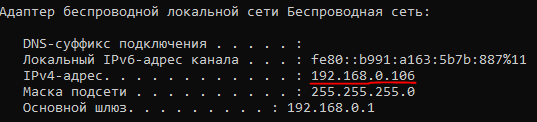 Адаптер беспроводной локальной сети Беспроводная сеть:
DNS-суффикс подключения . . . . . :
Локальный IPv6-адрес канала . . . : fe80::b991:a163:5b7b:887%11
IPv4-адрес. . . . . . . . . . . . : 192.168.0.106
Маска подсети . . . . . . . . . . : 255.255.255.0
Основной шлюз. . . . . . . . . : 192.168.0.1